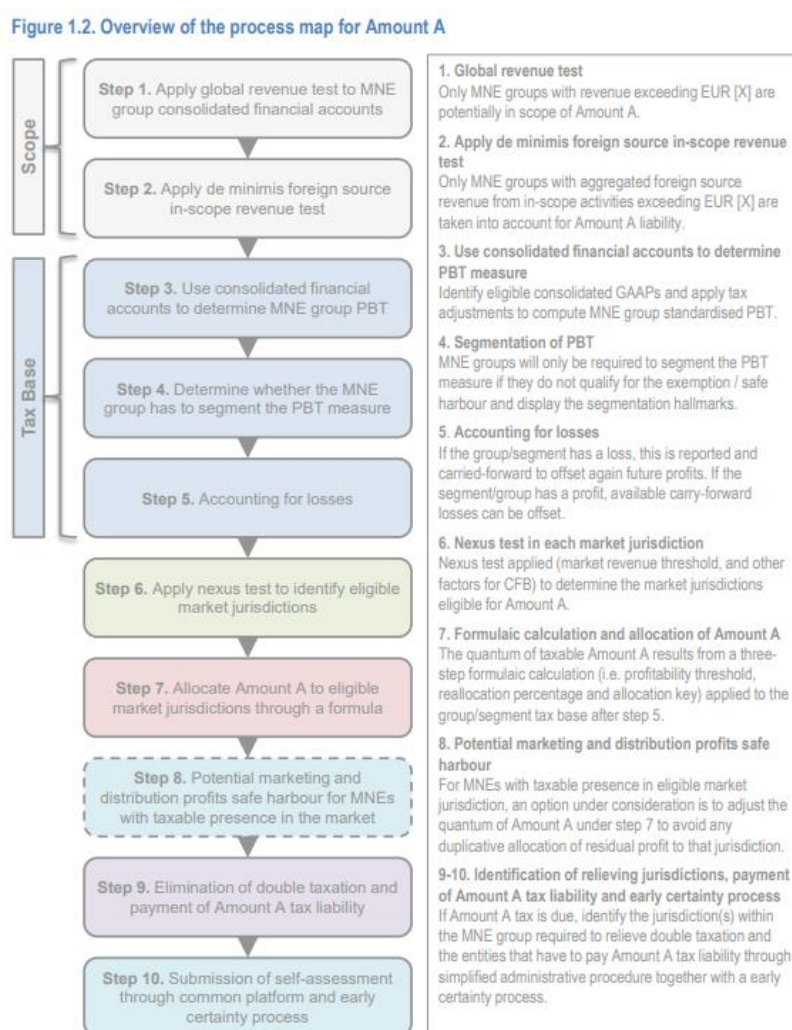 Figure 1.2. Overview of the process map for Amount A
Scope
Step 1. Apply global revenue test to MNE
group consolidated financial accounts
Step 2. Apply de minimis foreign source
in-scope revenue test
Tax Base
Step 3. Use consolidated financial
accounts to determine MNE group PBT
Step 4. Determine whether the MNE
group has to segment the PBT measure
Step 5. Accounting for losses
Step 6. Apply nexus test to identify eligible
market jurisdictions
Step 7. Allocate Amount A to eligible
market jurisdictions through a formula
Step 8. Potential marketing and
distribution profits safe harbour for MNEs
with taxable presence in the market
Step 9. Elimination of double taxation and
payment of Amount A tax liability
Step 10. Submission of self-assessment
through common platform and early
certainty process
1. Global revenue test
Only MNE groups with revenue exceeding EUR [X] are
potentially in scope of Amount A.
2. Apply de minimis foreign source in-scope revenue
test
Only MNE groups with aggregated foreign source
revenue from in-scope activities exceeding EUR [X] are
taken into account for Amount A liability.
3. Use consolidated financial accounts to determine
PBT measure
Identify eligible consolidated GAAPs and apply tax
adjustments to compute MNE group standardised PBT.
4. Segmentation of PBT
MNE groups will only be required to segment the PBT
measure if they do not qualify for the exemption / safe
harbour and display the segmentation hallmarks.
5. Accounting for losses
If the group/segment has a loss, this is reported and
carried-forward to offset again future profits. If the
segment/group has a profit, available carry-forward
losses can be offset.
6. Nexus test in each market jurisdiction
Nexus test applied (market revenue threshold, and other
factors for CFB) to determine the market jurisdictions
eligible for Amount A.
7. Formulaic calculation and allocation of Amount A
The quantum of taxable Amount A results from a three-
step formulaic calculation (i.e. profitability threshold,
reallocation percentage and allocation key) applied to the
group/segment tax base after step 5.
8. Potential marketing and distribution profits safe
harbour
For MNEs with taxable presence in eligible market
jurisdiction, an option under consideration is to adjust the
quantum of Amount A under step 7 to avoid any
duplicative allocation of residual profit to that jurisdiction.
9-10. Identification of relieving jurisdictions, payment
of Amount A tax liability and early certainty process
If Amount A tax is due, identify the jurisdiction(s) within
the MNE group required to relieve double taxation and
the entities that have to pay Amount A tax liability through
simplified administrative procedure together with a early
certainty process.